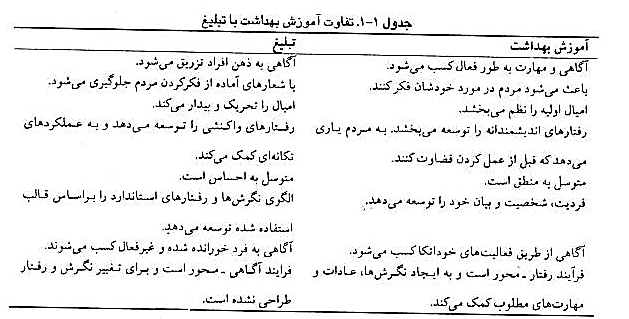 جدول ۱-۱. تفاوت آموزش بهداشت با تبلیغ
آموزش بهداشت
تبلیغ
آگاهی و مهارت به طور فعال کسب می‌شود.
آگاهی به ذهن افراد تزریق می‌شود.
باعث می‌شود مردم در مورد خودشان فکر کنند.
با شعارهای آماده از فکرکردن مردم جلوگیری می‌شود.
امیال اولیه را نظم می‌بخشد.
امیال را تحریک و بیدار می‌کند.
رفتارهای اندیشمندانه را توسعه می‌بخشد. به مردم یاری
رفتارهای واکنشی را توسعه می‌دهد و به عملکردهای
می‌دهد که قبل از عمل کردن قضاوت کنند.
تکانه‌ای کمک می‌کند.
متوسل به منطق است.
متوسل به احساس است.
فردیت، شخصیت و بیان خود را توسعه می‌دهد.
الگوی نگرش‌ها و رفتارهای استاندارد را براساس قالب
استفاده شده توسعه می‌دهد.
آگاهی از طریق فعالیت‌های خوداتکا کسب می‌شود.
آگاهی به فرد خورانده شده و غیرفعال کسب می‌شوند.
فرآیند رفتار ـ محور است و به ایجاد نگرش‌ها، عادات و
فرایند آگاهی ـ محور است و برای تغییر نگرش و رفتار
مهارت‌های مطلوب کمک می‌کند.
طراحی نشده است.